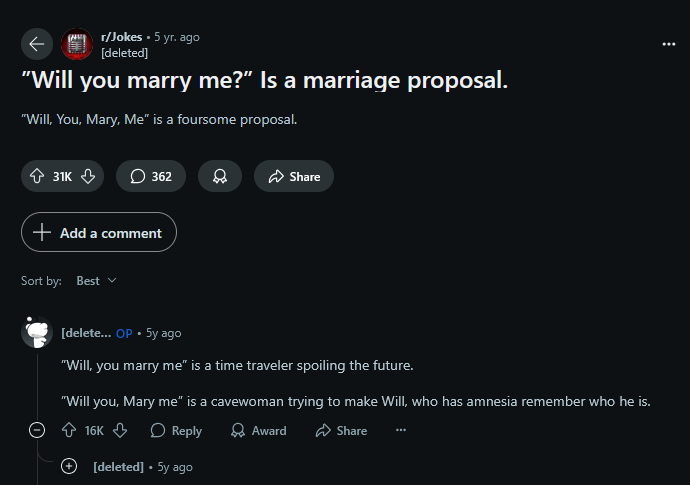 r/Jokes • 5 yr. ago
[deleted]
”Will you marry me?” Is a marriage proposal.
“Will, You, Mary, Me” is a foursome proposal.
31K 362 Share
Add a comment
Sort by: Best
[delete... OP • 5y ago
”Will, you marry me” is a time traveler spoiling the future.
”Will you, Mary me” is a cavewoman trying to make Will, who has amnesia remember who he is.
16K Reply Award Share ...
[deleted] • 5y ago